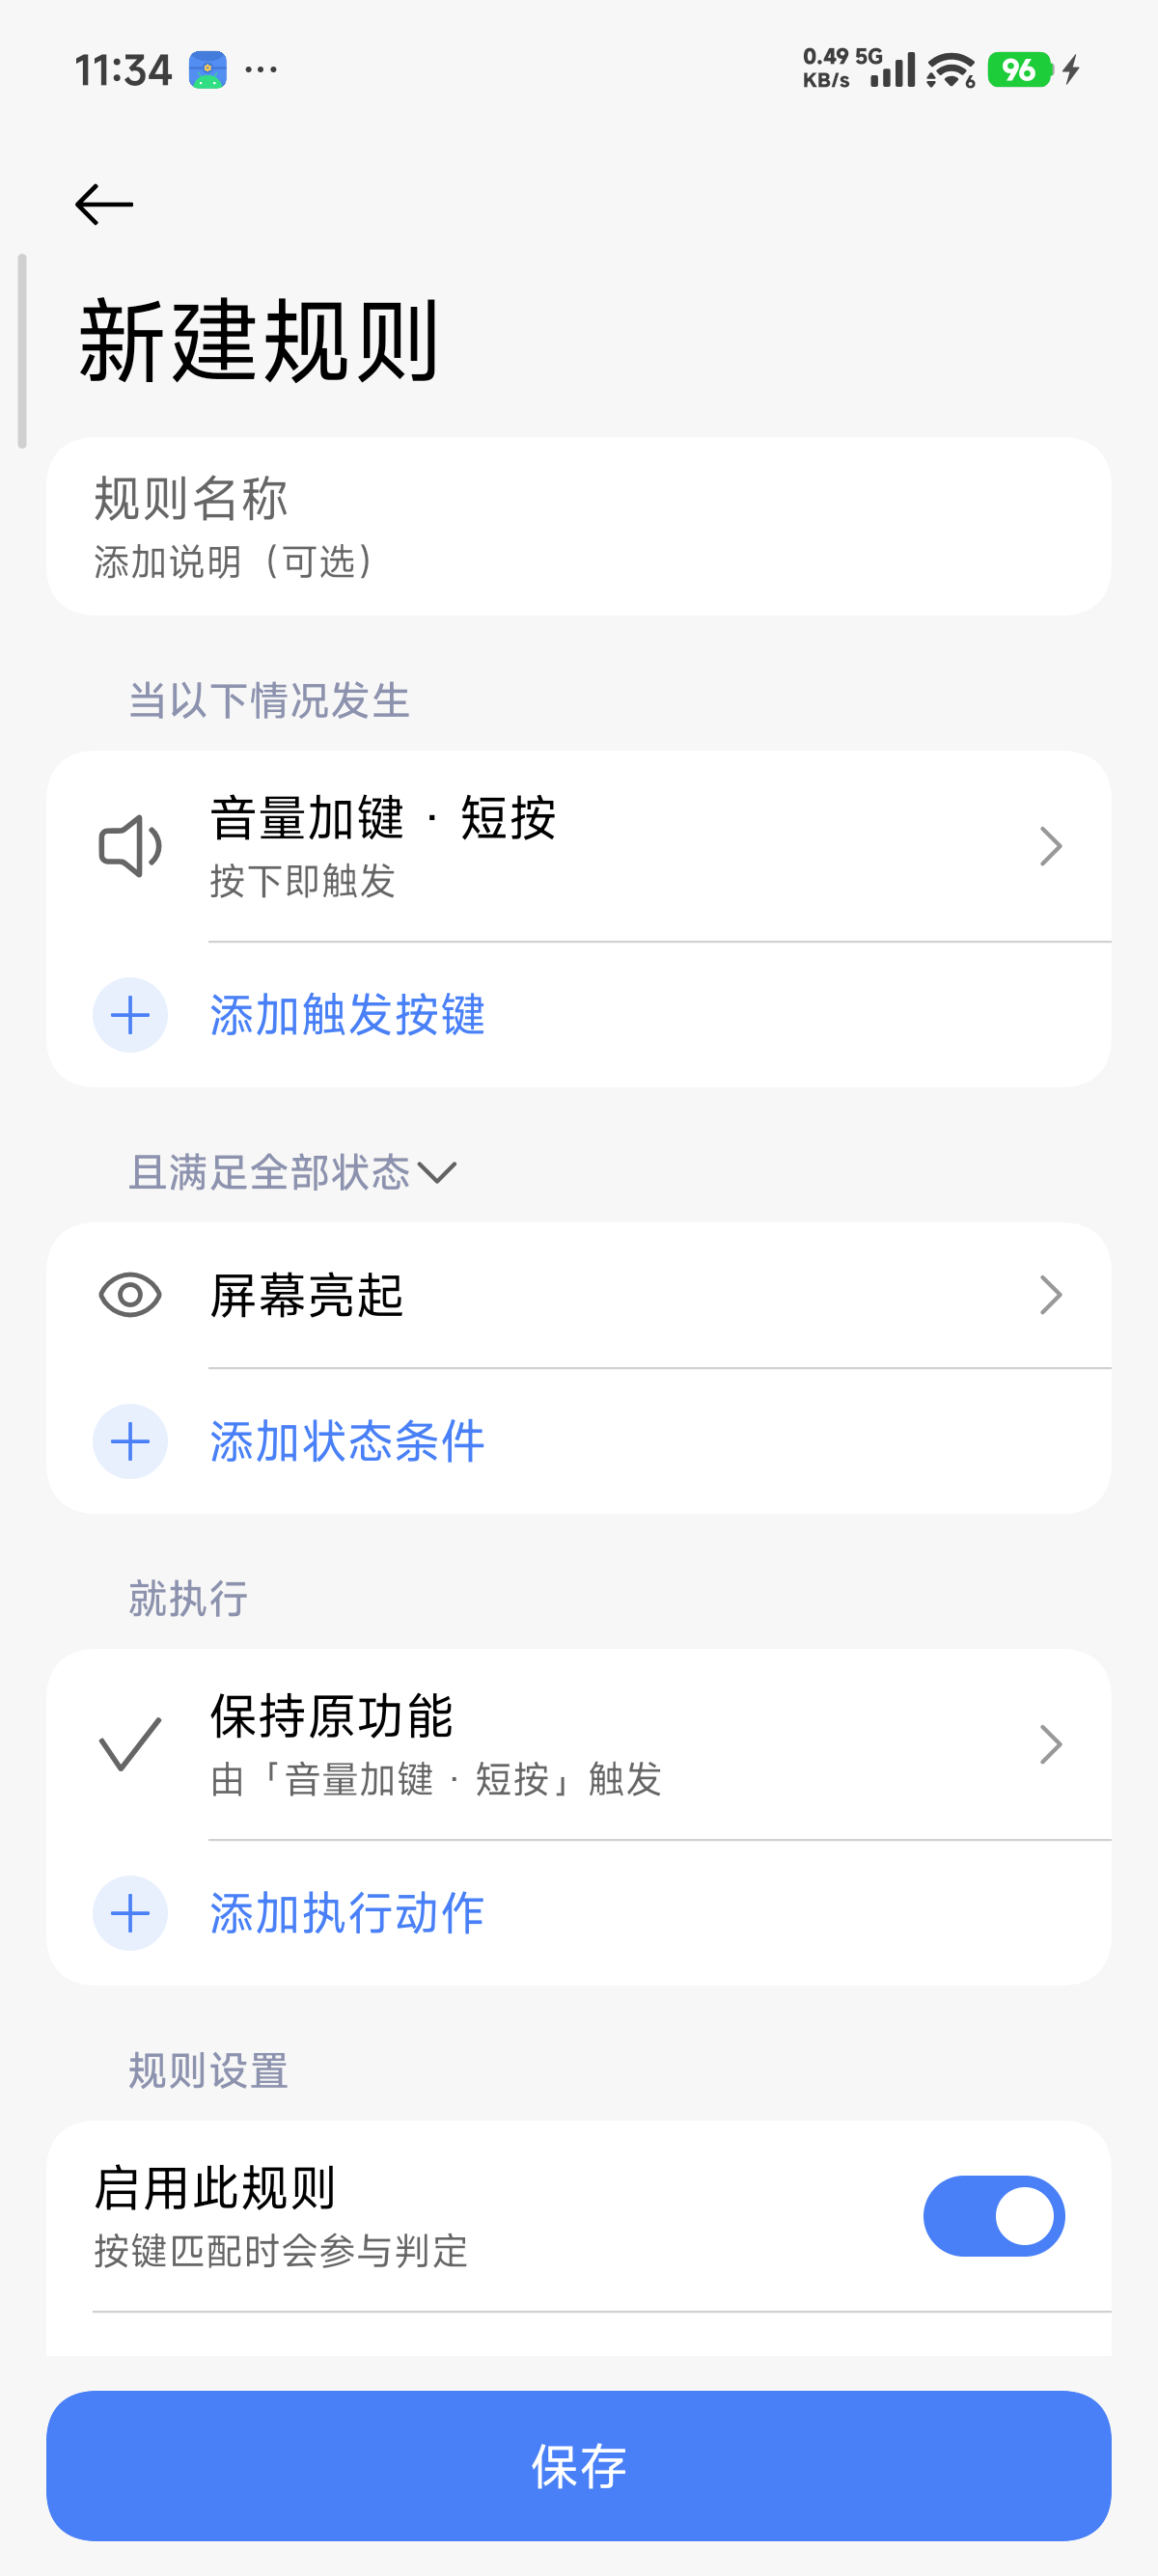 11:34 ···
0.49 5G
KB/s 6 96
新建规则
规则名称
添加说明（可选）
当以下情况发生
音量加键 · 短按
按下即触发
添加触发按键
且满足全部状态
屏幕亮起
添加状态条件
就执行
保持原功能
由「音量加键 · 短按」触发
添加执行动作
规则设置
启用此规则
按键匹配时会参与判定
保存